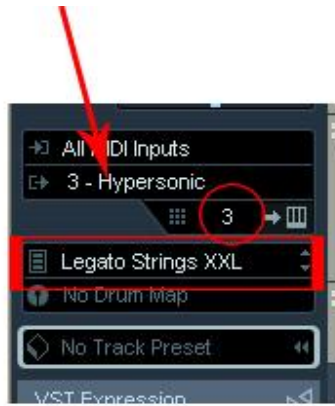 All MIDI Inputs
3 - Hypersonic
3
Legato Strings XXL
No Drum Map
No Track Preset
VST Expression